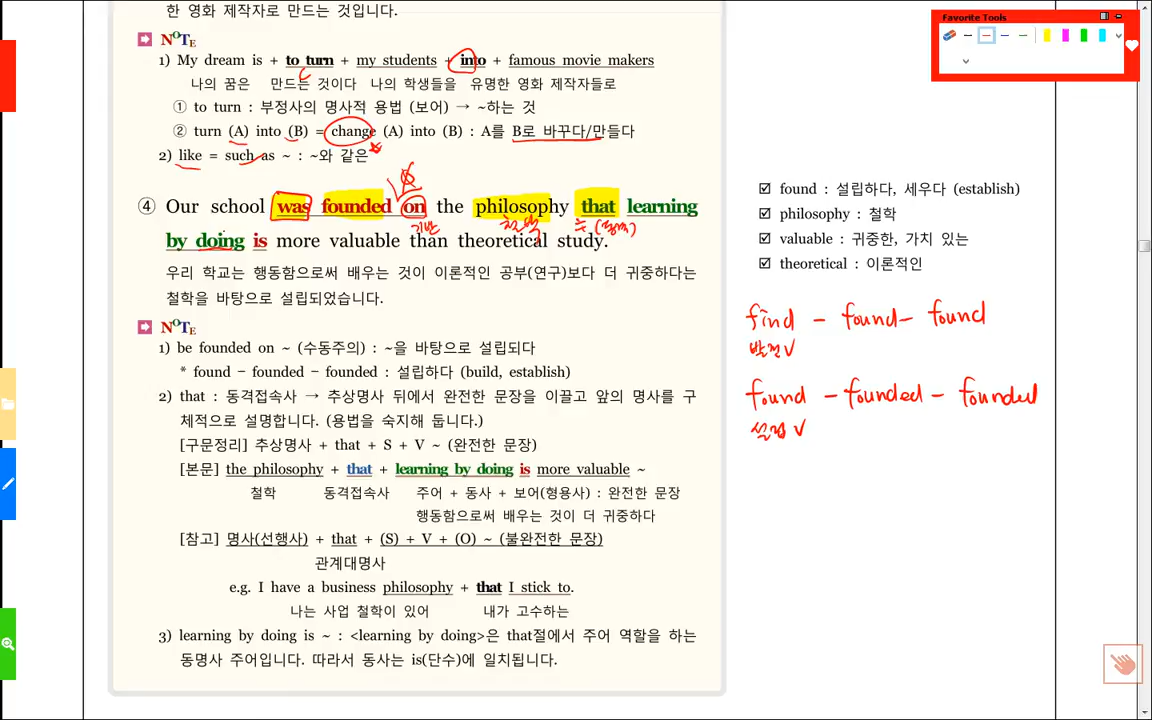 한 영화 제작자로 만드는 것입니다.
NOTE
1) My dream is + to turn + my students + into + famous movie makers
나의 꿈은 만드는 것이다 나의 학생들을 유명한 영화 제작자들로
① to turn : 부정사의 명사적 용법 (보어) → ~하는 것
② turn (A) into (B) = change (A) into (B) : A를 B로 바꾸다/만들다
2) like = such as ~ : ~와 같은
④ Our school was founded on the philosophy that learning
기반 철학 는 (동격)
by doing is more valuable than theoretical study.
우리 학교는 행동함으로써 배우는 것이 이론적인 공부(연구)보다 더 귀중하다는
철학을 바탕으로 설립되었습니다.
NOTE
1) be founded on ~ (수동주의) : ~을 바탕으로 설립되다
* found – founded – founded : 설립하다 (build, establish)
2) that : 동격접속사 → 추상명사 뒤에서 완전한 문장을 이끌고 앞의 명사를 구
체적으로 설명합니다. (용법을 숙지해 둡니다.)
[구문정리] 추상명사 + that + S + V ~ (완전한 문장)
[본문] the philosophy + that + learning by doing is more valuable ~
철학 동격접속사 주어 + 동사 + 보어(형용사) : 완전한 문장
행동함으로써 배우는 것이 더 귀중하다
[참고] 명사(선행사) + that + (S) + V + (O) ~ (불완전한 문장)
관계대명사
e.g. I have a business philosophy + that I stick to.
나는 사업 철학이 있어 내가 고수하는
3) learning by doing is ~ : <learning by doing>은 that절에서 주어 역할을 하는
동명사 주어입니다. 따라서 동사는 is(단수)에 일치됩니다.
Favorite Tools
☑ found : 설립하다, 세우다 (establish)
☑ philosophy : 철학
☑ valuable : 귀중한, 가치 있는
☑ theoretical : 이론적인
find – found – found
발견 V
found – founded – founded
설립 V